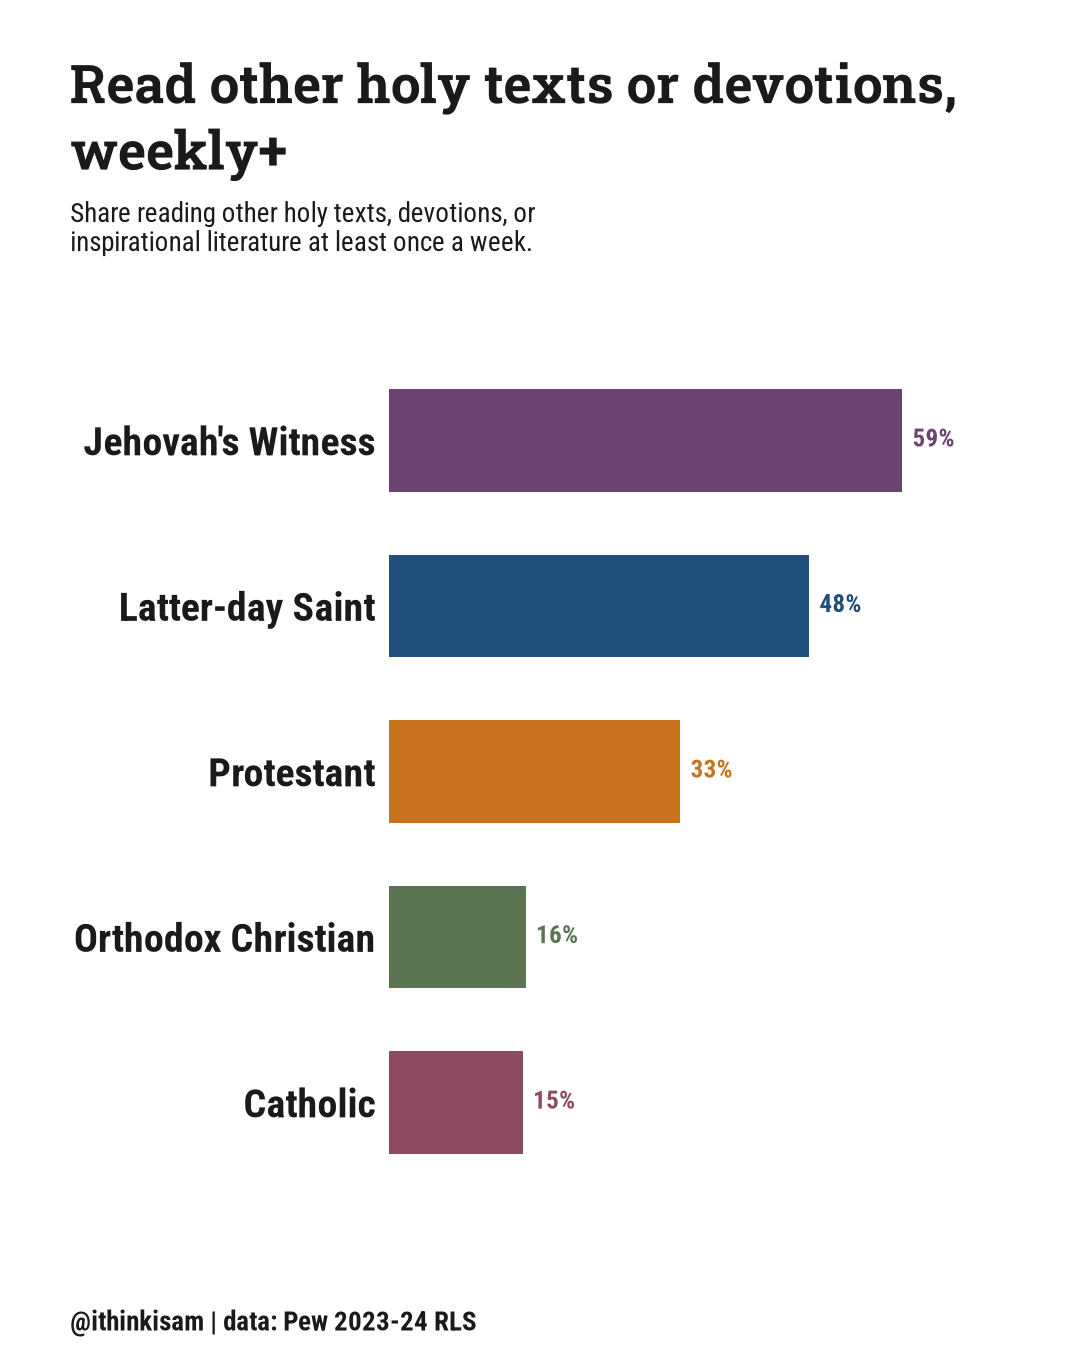 Read other holy texts or devotions,
weekly+
Share reading other holy texts, devotions, or
inspirational literature at least once a week.
Jehovah's Witness
59%
Latter-day Saint
48%
Protestant
33%
Orthodox Christian
16%
Catholic
15%
@ithinkisam | data: Pew 2023-24 RLS